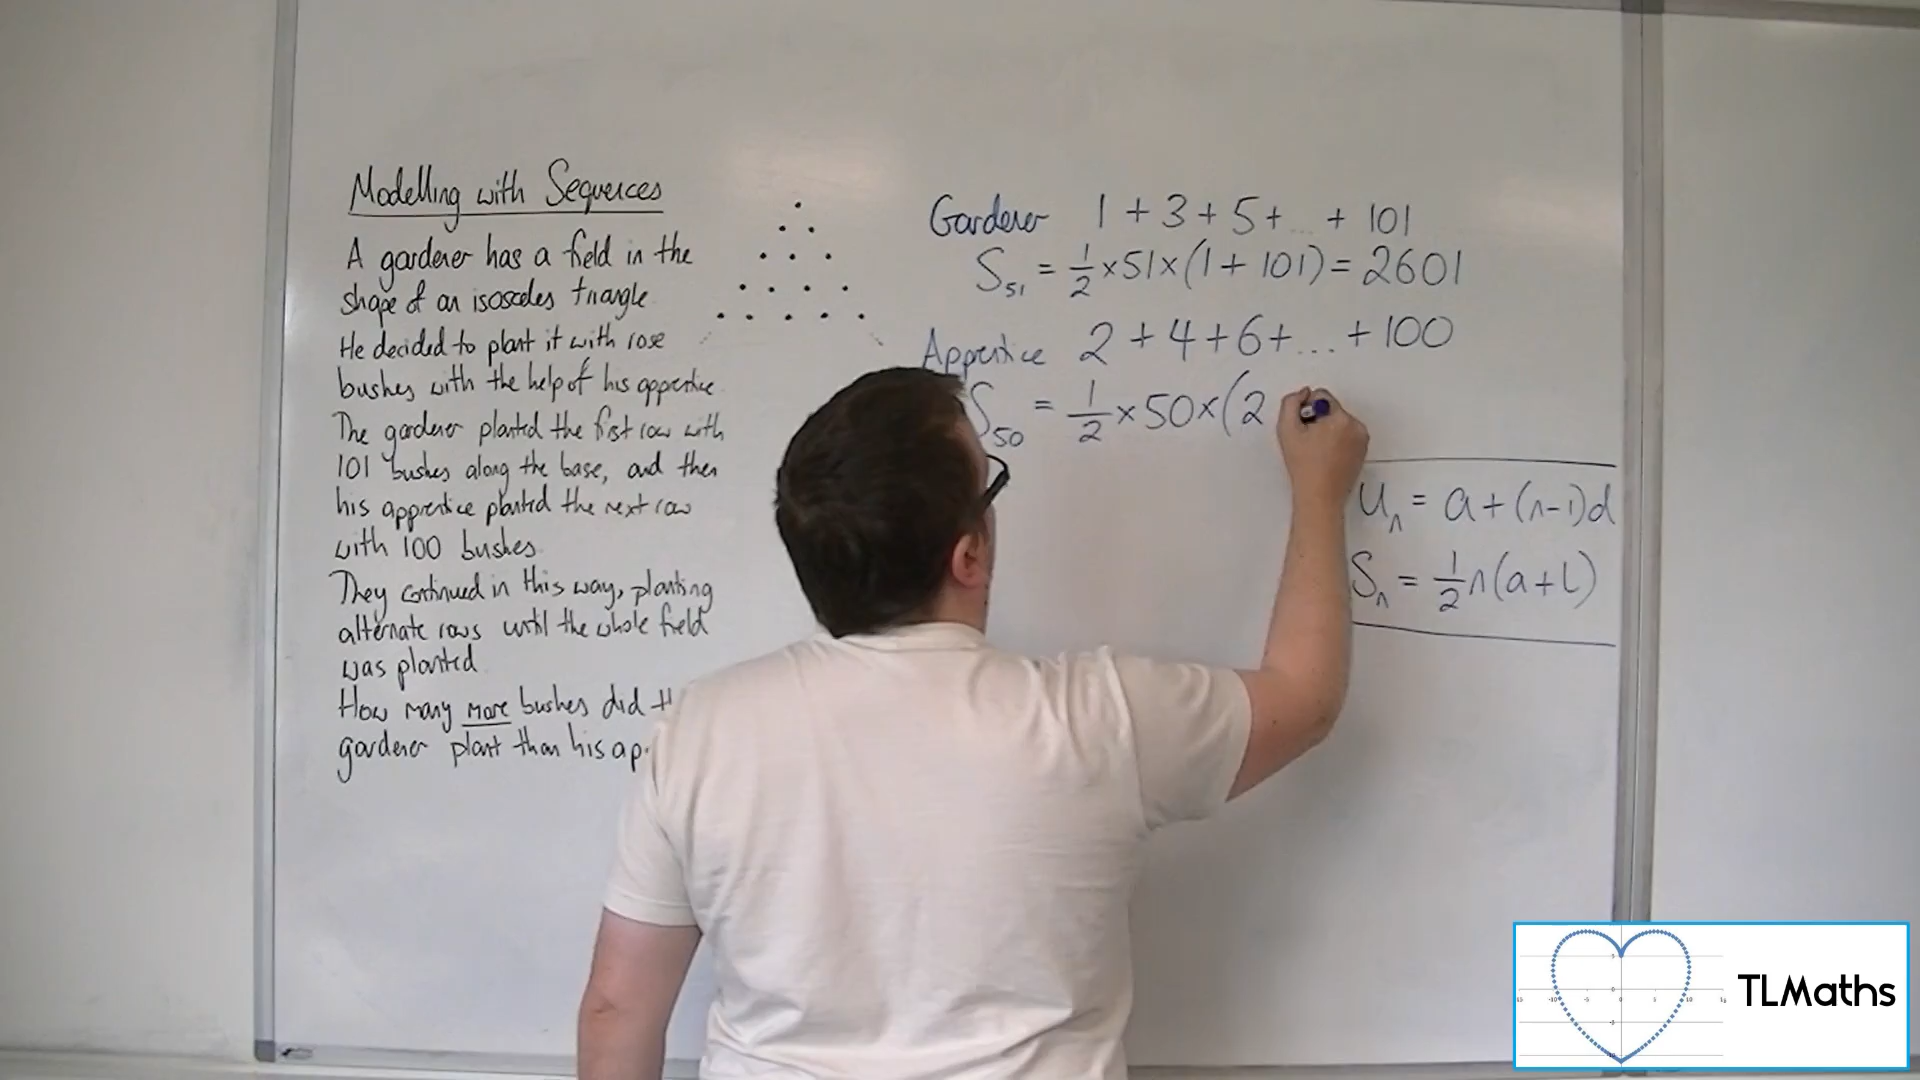 Modelling with Sequences
A gardener has a field in the
shape of an isosceles triangle
He decided to plant it with rose
bushes with the help of his apprentice
The gardener planted the first row with
101 bushes along the base, and then
his apprentice planted the next row
with 100 bushes
They continued in this way, planting
alternate rows until the whole field
was planted
How many more bushes did
gardener plant than his
Gardener 1 + 3 + 5 + ... + 101
S₅₁ = 1/2 × 51 × (1 + 101) = 2601
Apprentice 2 + 4 + 6 + ... + 100
S₅₀ = 1/2 × 50 × (2
Uₙ = a + (n-1)d
Sₙ = 1/2 n(a + l)
TLMaths